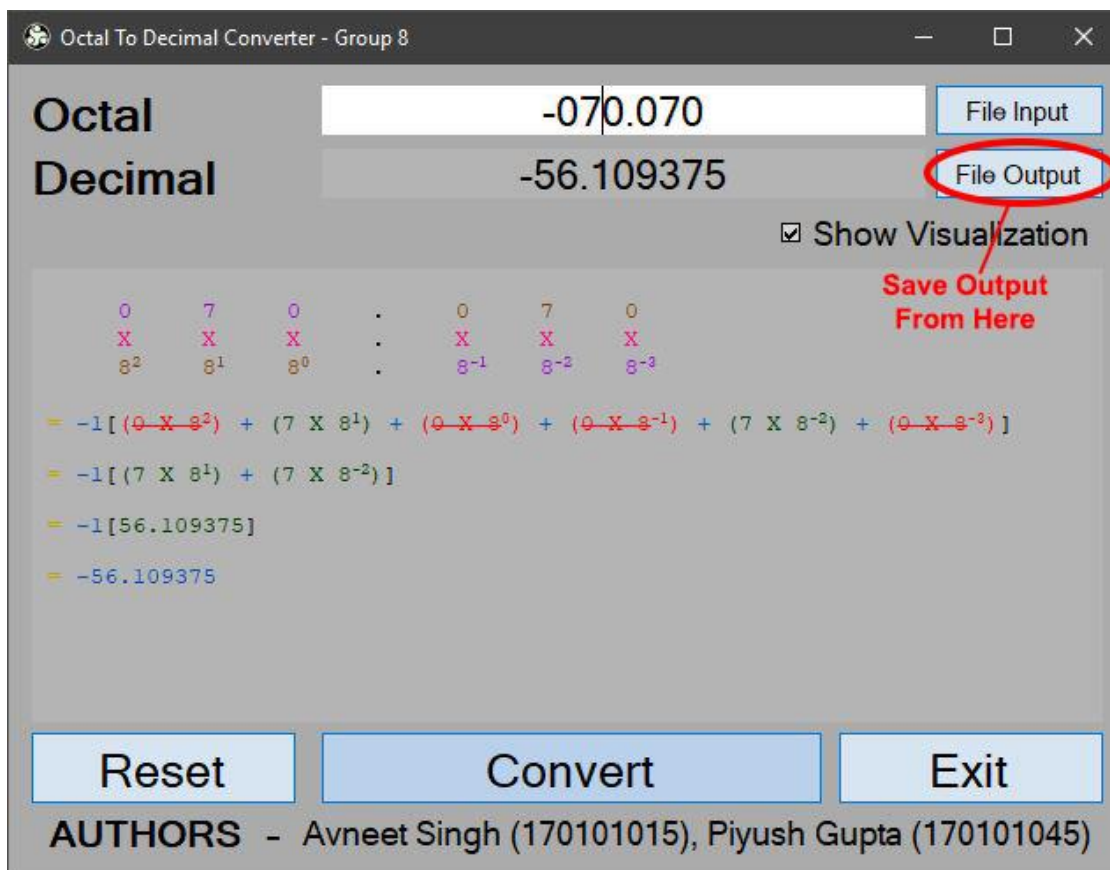 Octal To Decimal Converter - Group 8
Octal -070.070 File Input
Decimal -56.109375 File Output
Show Visualization
Save Output
From Here
0 7 0 . 0 7 0
X X X . X X X
8² 8¹ 8⁰ . 8⁻¹ 8⁻² 8⁻³
= -1[(0 X 8²) + (7 X 8¹) + (0 X 8⁰) + (0 X 8⁻¹) + (7 X 8⁻²) + (0 X 8⁻³)]
= -1[(7 X 8¹) + (7 X 8⁻²)]
= -1[56.109375]
= -56.109375
Reset Convert Exit
AUTHORS - Avneet Singh (170101015), Piyush Gupta (170101045)